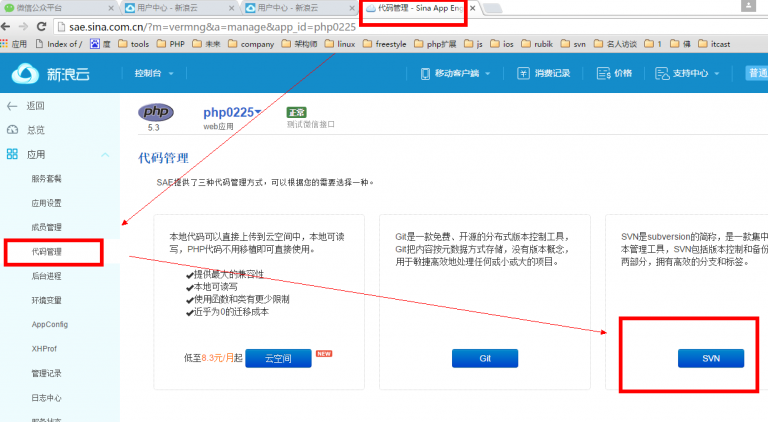 微信公众平台
用户中心 - 新浪云
用户中心 - 新浪云
代码管理 - Sina App Eng
sae.sina.com.cn/?m=vermng&a=manage&app_id=php0225
应用
Index of /
度
tools
PHP
未来
company
架构师
linux
freestyle
php扩展
js
ios
rubik
svn
名人访谈
1
佛
itcast
新浪云
控制台
移动客户端
消费记录
价格
支持中心
普通
返回
总览
应用
服务套餐
应用设置
成员管理
代码管理
后台进程
环境变量
AppConfig
XHProf
管理记录
日志中心
服务状态
php
5.3
php0225
web应用
正常
测试微信接口
代码管理
SAE提供了三种代码管理方式，可以根据您的需要选择一种。
本地代码可以直接上传到云空间中，本地可读
写，PHP代码不用移植即可直接使用。
提供最大的兼容性
本地可读写
使用函数和类有更少限制
近乎为0的迁移成本
低至8.3元/月起
云空间
NEW
Git是一款免费、开源的分布式版本控制工具，
Git把内容按元数据方式存储，没有版本概念，
用于敏捷高效地处理任何或小或大的项目。
Git
SVN是subversion的简称，是一款集中
本管理工具，SVN包括版本控制和备份
两部分，拥有高效的分支和标签。
SVN